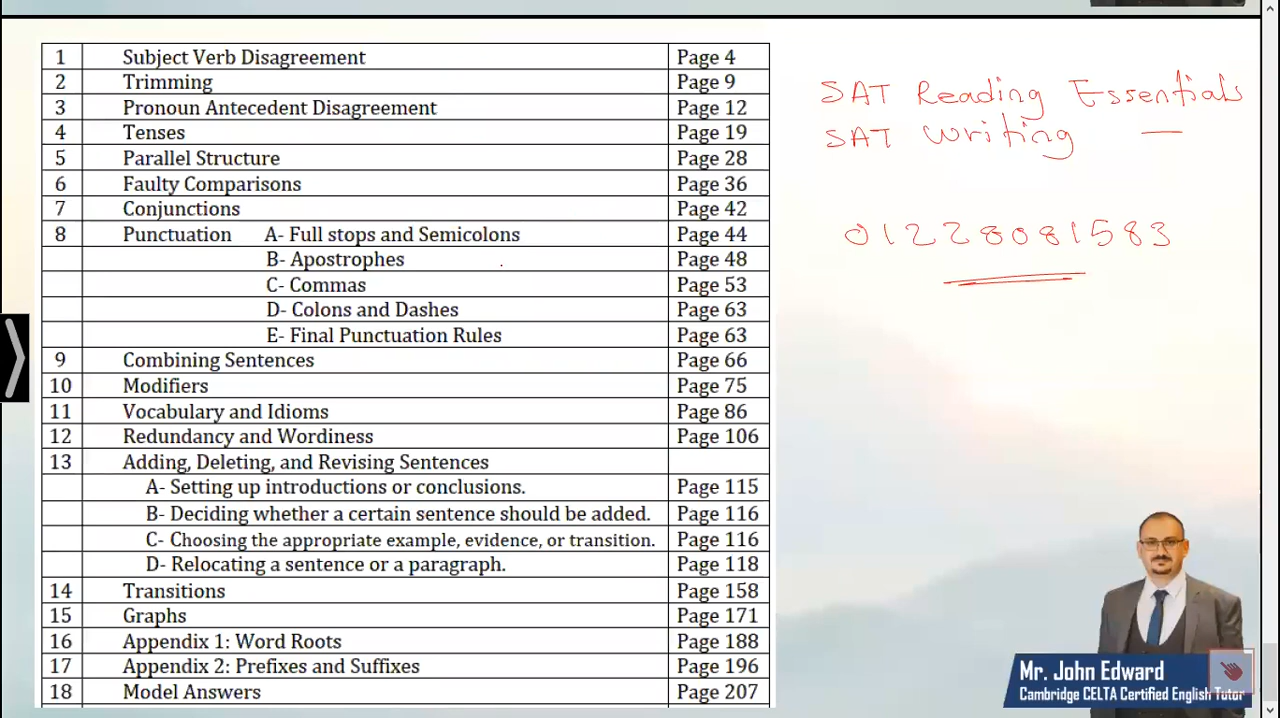 1 Subject Verb Disagreement Page 4
2 Trimming Page 9
3 Pronoun Antecedent Disagreement Page 12
4 Tenses Page 19
5 Parallel Structure Page 28
6 Faulty Comparisons Page 36
7 Conjunctions Page 42
8 Punctuation A- Full stops and Semicolons Page 44
B- Apostrophes Page 48
C- Commas Page 53
D- Colons and Dashes Page 63
E- Final Punctuation Rules Page 63
9 Combining Sentences Page 66
10 Modifiers Page 75
11 Vocabulary and Idioms Page 86
12 Redundancy and Wordiness Page 106
13 Adding, Deleting, and Revising Sentences
A- Setting up introductions or conclusions. Page 115
B- Deciding whether a certain sentence should be added. Page 116
C- Choosing the appropriate example, evidence, or transition. Page 116
D- Relocating a sentence or a paragraph. Page 118
14 Transitions Page 158
15 Graphs Page 171
16 Appendix 1: Word Roots Page 188
17 Appendix 2: Prefixes and Suffixes Page 196
18 Model Answers Page 207
SAT Reading Essentials
SAT Writing —
01228081583
Mr. John Edward
Cambridge CELTA Certified English Tutor